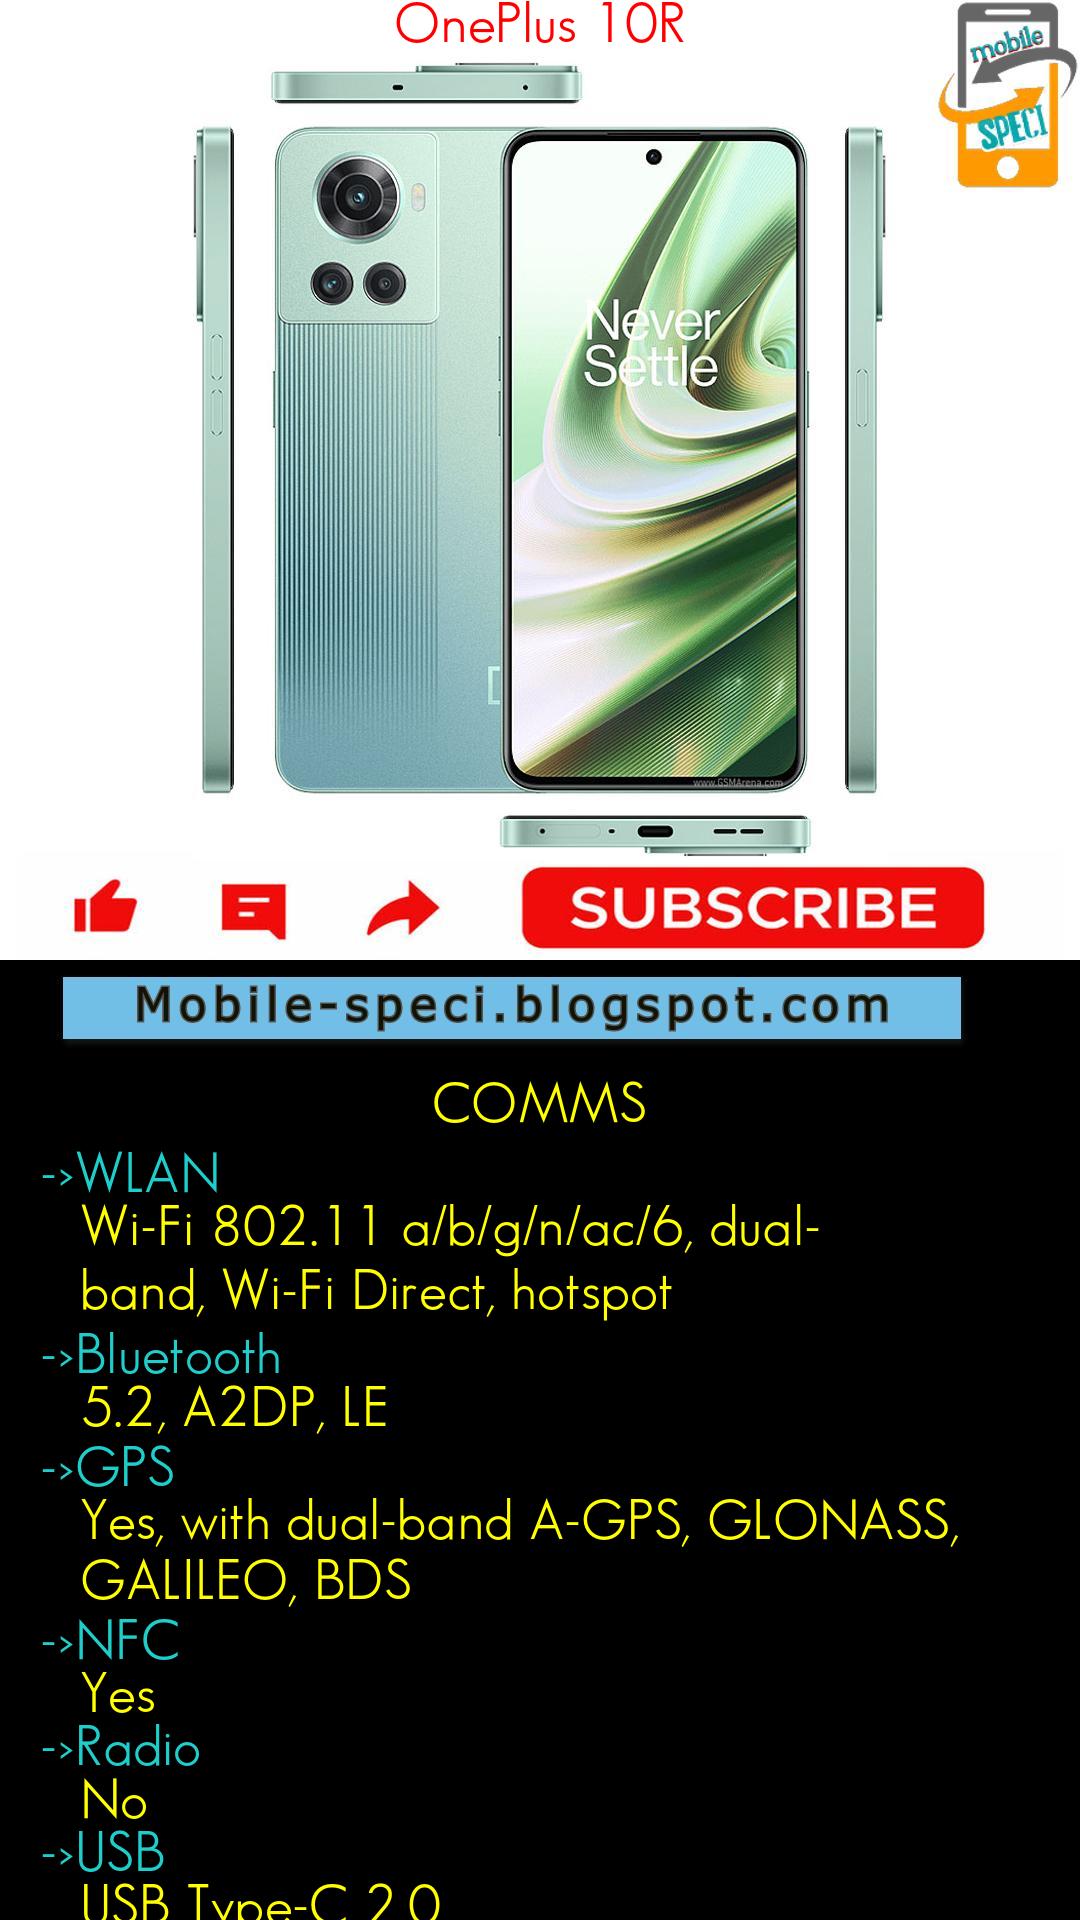 OnePlus 10R
mobile
SPECI
Never
Settle
www.GSMArena.com
SUBSCRIBE
Mobile-speci.blogspot.com
COMMS
->WLAN
Wi-Fi 802.11 a/b/g/n/ac/6, dual-
band, Wi-Fi Direct, hotspot
->Bluetooth
5.2, A2DP, LE
->GPS
Yes, with dual-band A-GPS, GLONASS,
GALILEO, BDS
->NFC
Yes
->Radio
No
->USB
USB Type-C 2.0